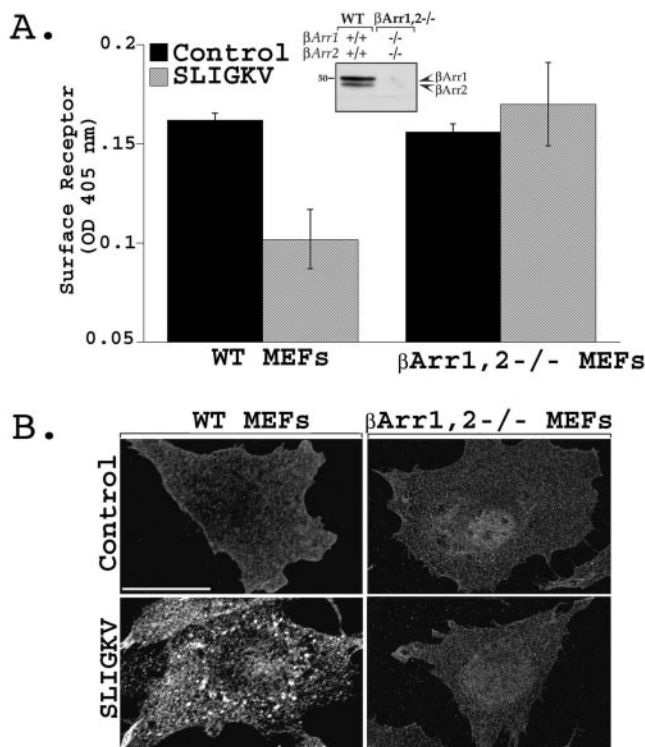 A.
WT βArr1,2-/-
βArr1 +/+ -/-
βArr2 +/+ -/-
50
βArr1
βArr2
Control
SLIGKV
0.2
0.15
0.1
0.05
Surface Receptor
(OD 405 nm)
WT MEFs βArr1,2-/- MEFs
B.
WT MEFs βArr1,2-/- MEFs
Control
SLIGKV